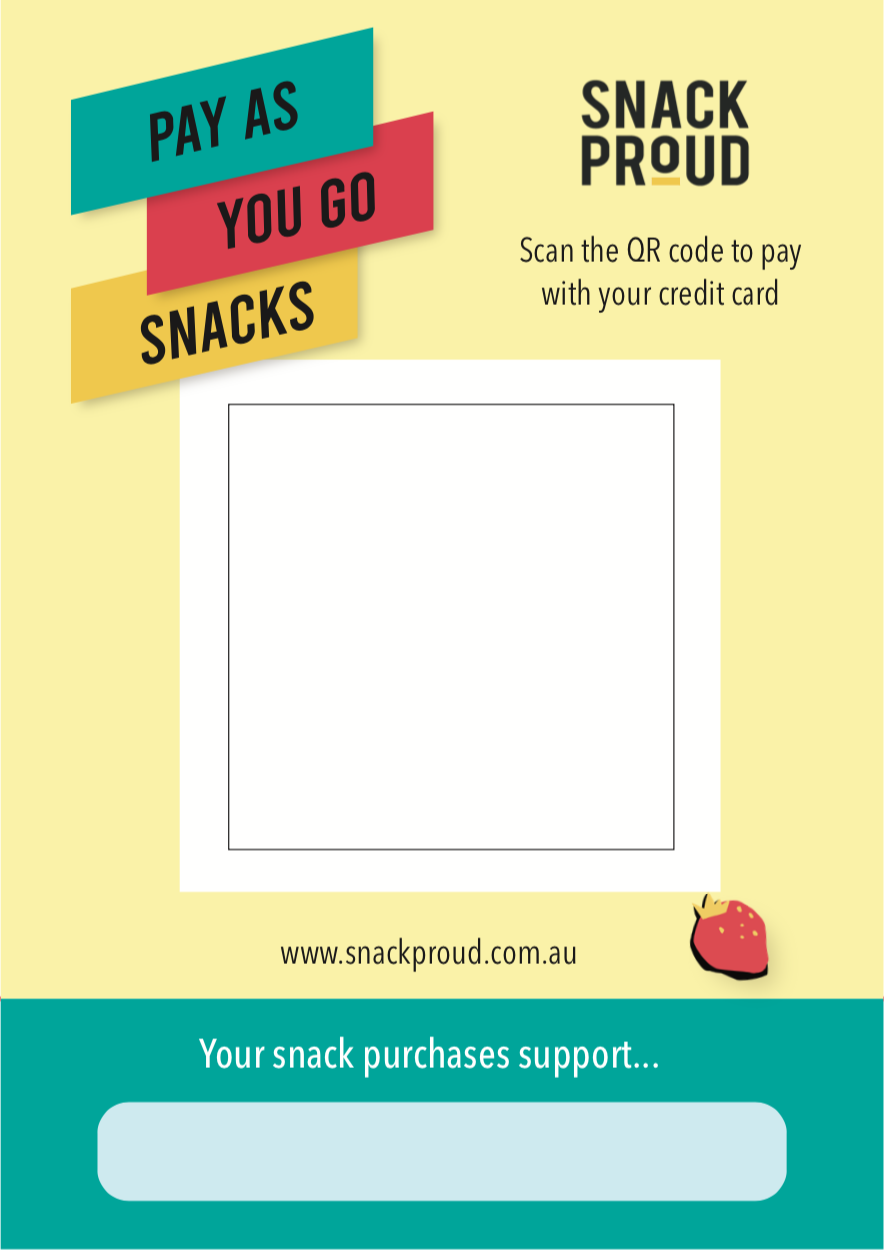 PAY AS
YOU GO
SNACKS
SNACK
PROUD
Scan the QR code to pay
with your credit card
www.snackproud.com.au
Your snack purchases support...